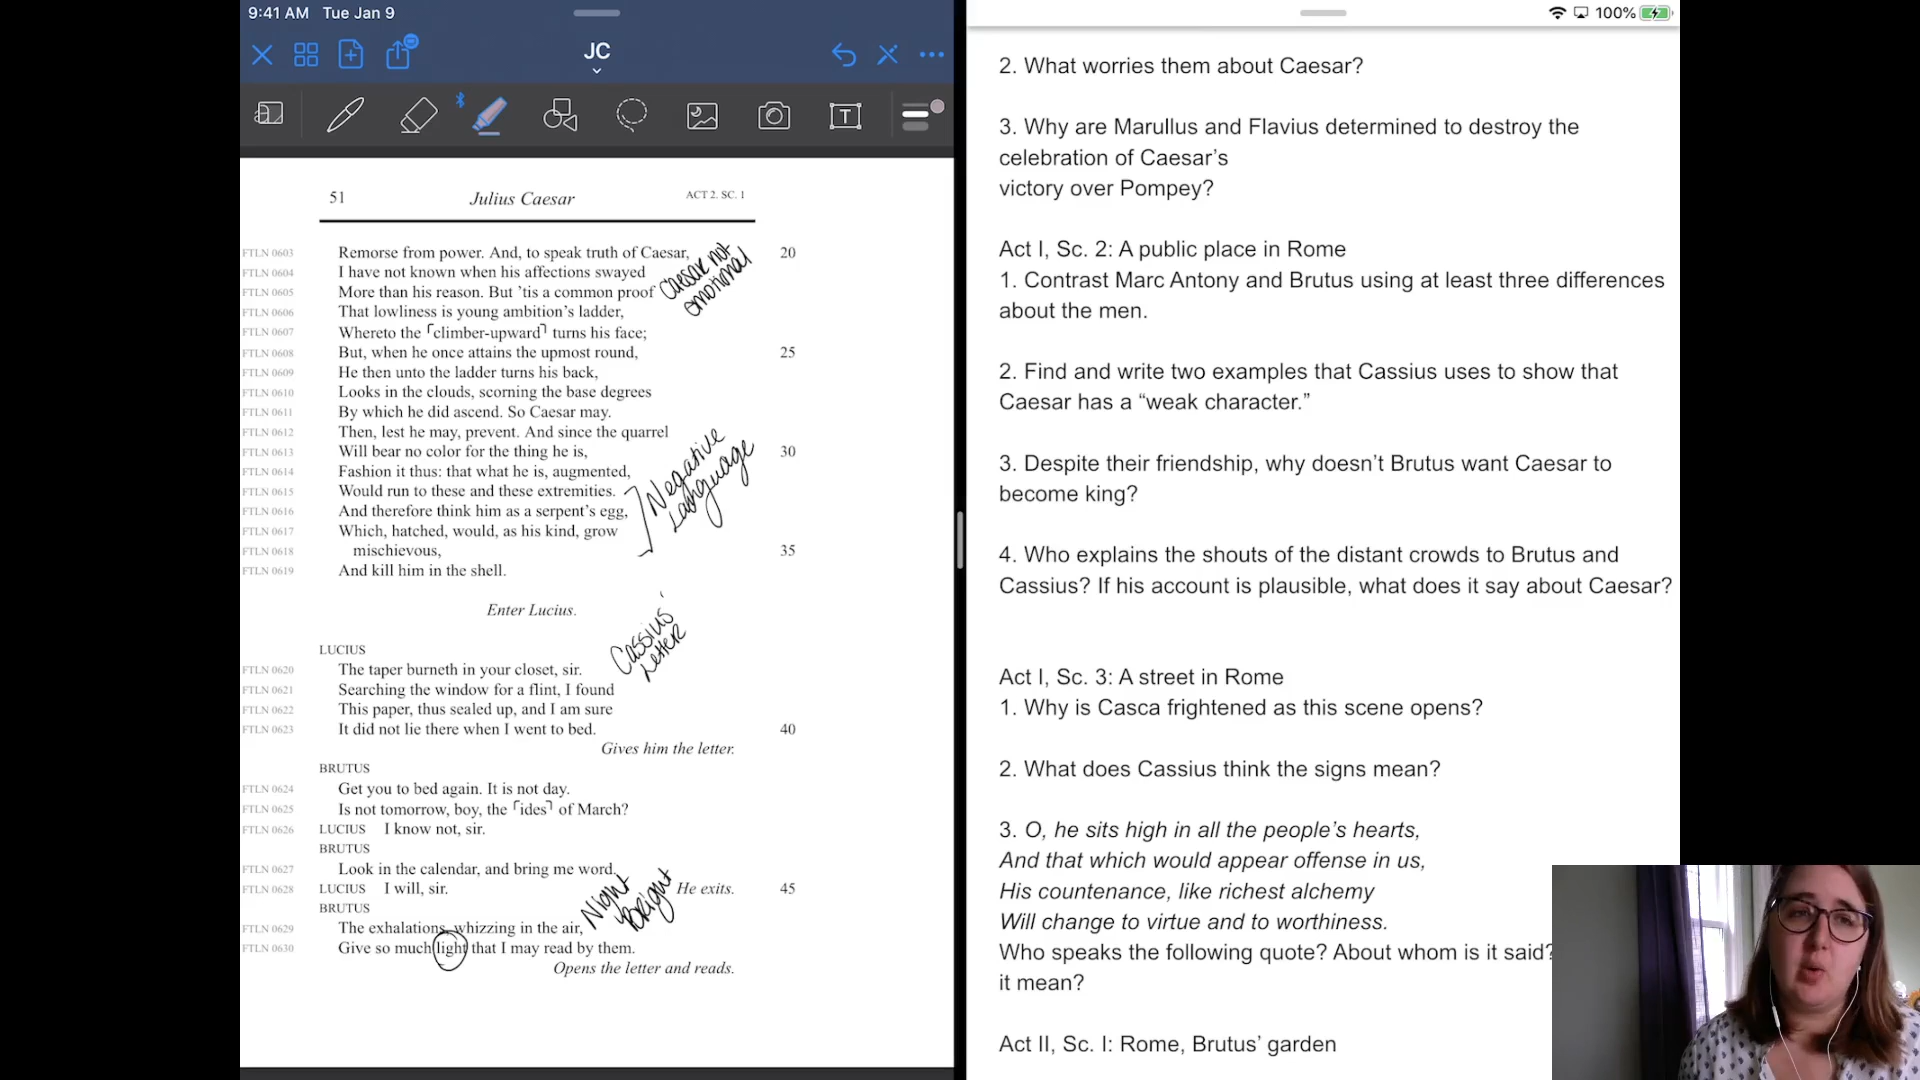 9:41 AM Tue Jan 9
100%
JC
T
51 Julius Caesar ACT 2. SC. 1
FTLN 0603 Remorse from power. And, to speak truth of Caesar, 20
FTLN 0604 I have not known when his affections swayed
FTLN 0605 More than his reason. But ’tis a common proof
FTLN 0606 That lowliness is young ambition’s ladder,
FTLN 0607 Whereto the ⌜climber-upward⌝ turns his face;
FTLN 0608 But, when he once attains the upmost round, 25
FTLN 0609 He then unto the ladder turns his back,
FTLN 0610 Looks in the clouds, scorning the base degrees
FTLN 0611 By which he did ascend. So Caesar may.
FTLN 0612 Then, lest he may, prevent. And since the quarrel
FTLN 0613 Will bear no color for the thing he is, 30
FTLN 0614 Fashion it thus: that what he is, augmented,
FTLN 0615 Would run to these and these extremities.
FTLN 0616 And therefore think him as a serpent’s egg,
FTLN 0617 Which, hatched, would, as his kind, grow
FTLN 0618 mischievous, 35
FTLN 0619 And kill him in the shell.
Caesar not
emotional
Negative
Language
Enter Lucius.
Cassius'
Letter
LUCIUS
FTLN 0620 The taper burneth in your closet, sir.
FTLN 0621 Searching the window for a flint, I found
FTLN 0622 This paper, thus sealed up, and I am sure
FTLN 0623 It did not lie there when I went to bed. 40
Gives him the letter.
BRUTUS
FTLN 0624 Get you to bed again. It is not day.
FTLN 0625 Is not tomorrow, boy, the ⌜ides⌝ of March?
FTLN 0626 LUCIUS I know not, sir.
BRUTUS
FTLN 0627 Look in the calendar, and bring me word.
FTLN 0628 LUCIUS I will, sir. He exits. 45
BRUTUS
Night
Bright
FTLN 0629 The exhalations, whizzing in the air,
FTLN 0630 Give so much light that I may read by them.
Opens the letter and reads.
2. What worries them about Caesar?
3. Why are Marullus and Flavius determined to destroy the
celebration of Caesar’s
victory over Pompey?
Act I, Sc. 2: A public place in Rome
1. Contrast Marc Antony and Brutus using at least three differences
about the men.
2. Find and write two examples that Cassius uses to show that
Caesar has a “weak character.”
3. Despite their friendship, why doesn’t Brutus want Caesar to
become king?
4. Who explains the shouts of the distant crowds to Brutus and
Cassius? If his account is plausible, what does it say about Caesar?
Act I, Sc. 3: A street in Rome
1. Why is Casca frightened as this scene opens?
2. What does Cassius think the signs mean?
3. O, he sits high in all the people’s hearts,
And that which would appear offense in us,
His countenance, like richest alchemy
Will change to virtue and to worthiness.
Who speaks the following quote? About whom is it said?
it mean?
Act II, Sc. I: Rome, Brutus’ garden